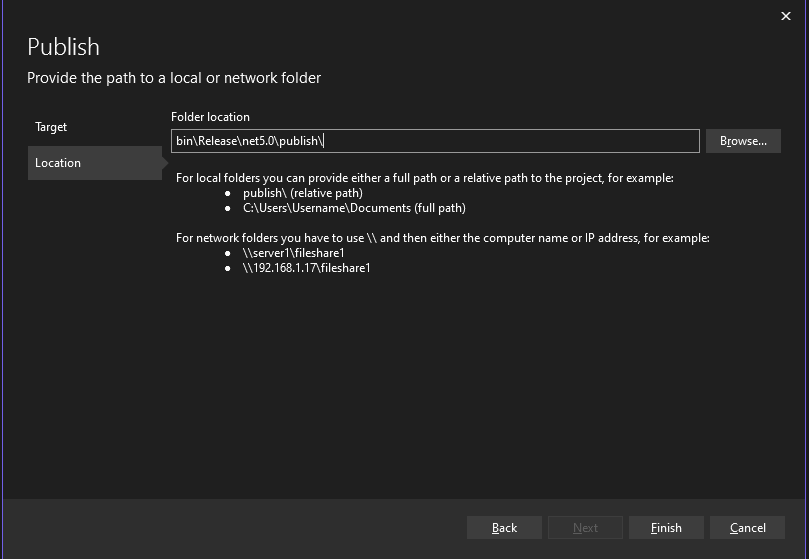 Publish
Provide the path to a local or network folder
Target
Location
Folder location
bin\Release\net5.0\publish\
Browse...
For local folders you can provide either a full path or a relative path to the project, for example:
● publish\ (relative path)
● C:\Users\Username\Documents (full path)
For network folders you have to use \\ and then either the computer name or IP address, for example:
● \\server1\fileshare1
● \\192.168.1.17\fileshare1
Back Next Finish Cancel